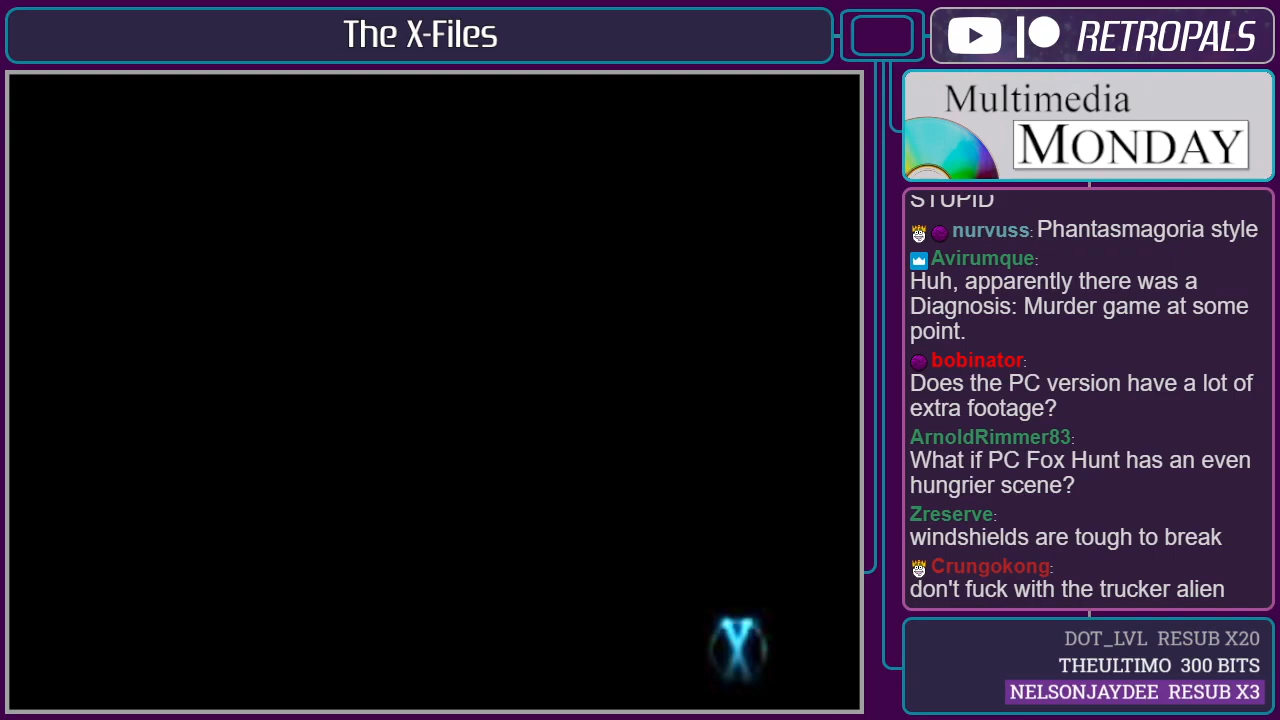 The X-Files
RETROPALS
Multimedia
MONDAY
STUPID
nurvuss: Phantasmagoria style
Avirumque:
Huh, apparently there was a
Diagnosis: Murder game at some
point.
bobinator:
Does the PC version have a lot of
extra footage?
ArnoldRimmer83:
What if PC Fox Hunt has an even
hungrier scene?
Zreserve:
windshields are tough to break
Crungokong:
don't fuck with the trucker alien
X
DOT_LVL RESUB X20
THEULTIMO 300 BITS
NELSONJAYDEE RESUB X3